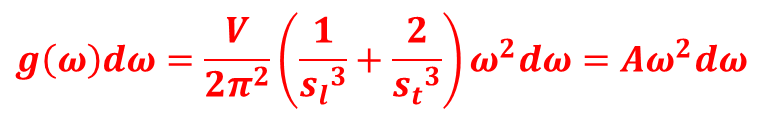 g(ω)dω = V/2π² (1/s_l³ + 2/s_t³) ω²dω = Aω²dω